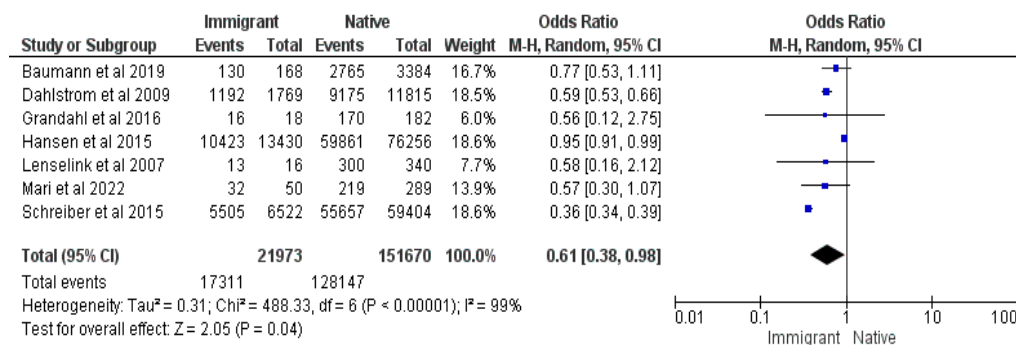 Immigrant Native Odds Ratio Odds Ratio
Study or Subgroup Events Total Events Total Weight M-H, Random, 95% CI M-H, Random, 95% CI
Baumann et al 2019 130 168 2765 3384 16.7% 0.77 [0.53, 1.11]
Dahlstrom et al 2009 1192 1769 9175 11815 18.5% 0.59 [0.53, 0.66]
Grandahl et al 2016 16 18 170 182 6.0% 0.56 [0.12, 2.75]
Hansen et al 2015 10423 13430 59861 76256 18.6% 0.95 [0.91, 0.99]
Lenselink et al 2007 13 16 300 340 7.7% 0.58 [0.16, 2.12]
Mari et al 2022 32 50 219 289 13.9% 0.57 [0.30, 1.07]
Schreiber et al 2015 5505 6522 55657 59404 18.6% 0.36 [0.34, 0.39]
Total (95% CI) 21973 151670 100.0% 0.61 [0.38, 0.98]
Total events 17311 128147
Heterogeneity: Tau² = 0.31; Chi² = 488.33, df = 6 (P < 0.00001); I² = 99%
Test for overall effect: Z = 2.05 (P = 0.04)
0.01 0.1 1 10 100
Immigrant Native